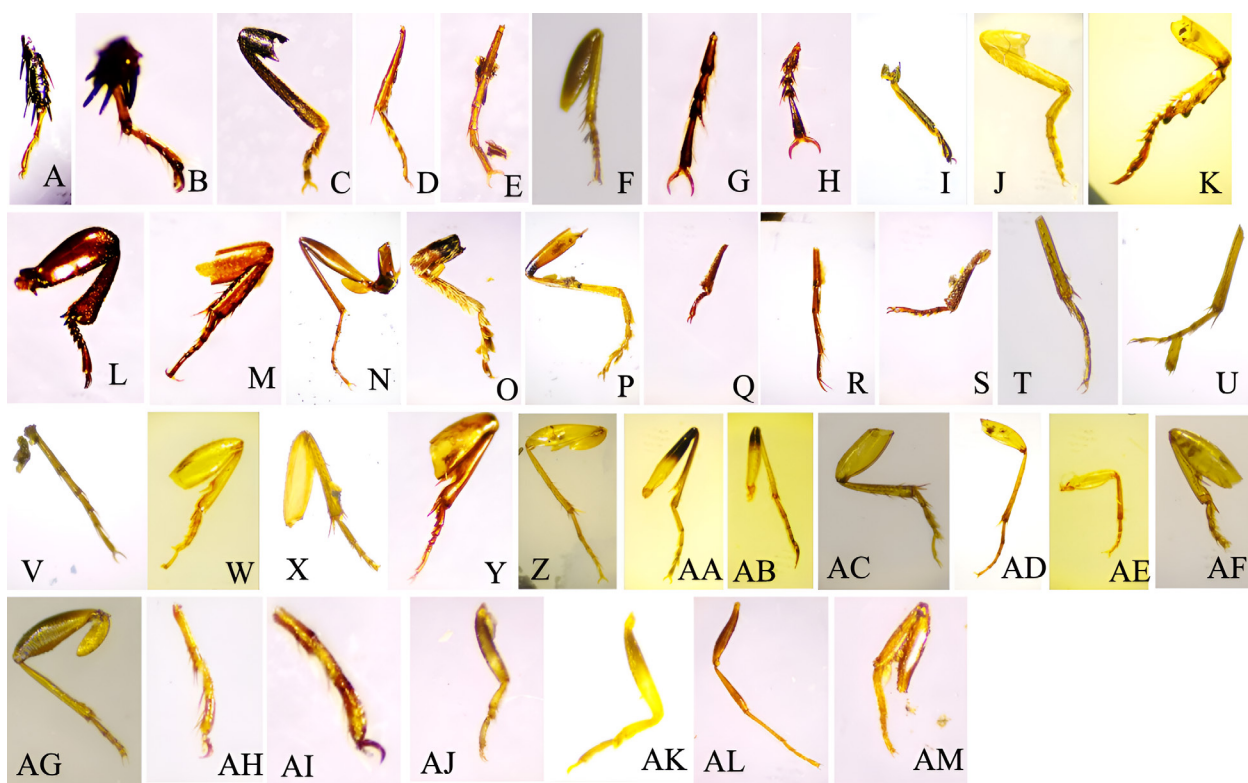 A B C D E F G H I J K
L M N O P Q R S T U
V W X Y Z AA AB AC AD AE AF
AG AH AI AJ AK AL AM